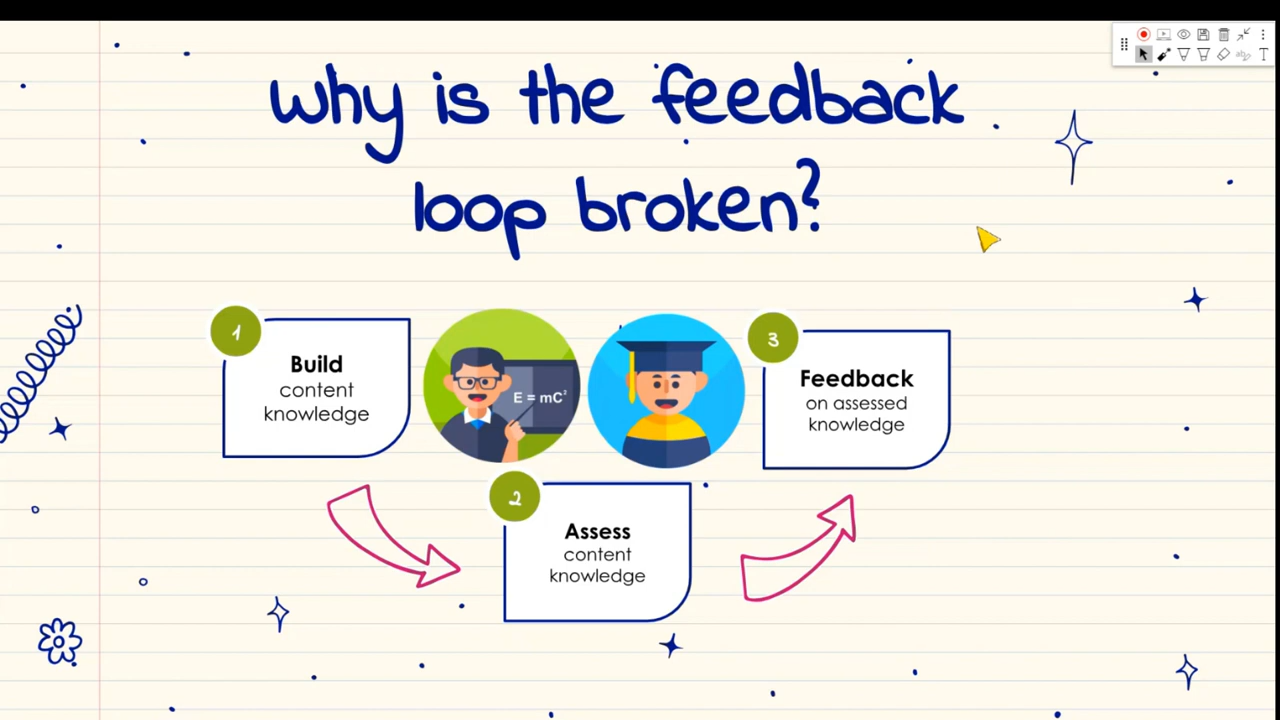 why is the feedback
loop broken?
1
Build
content
knowledge
E = mC²
3
Feedback
on assessed
knowledge
2
Assess
content
knowledge
ab
T